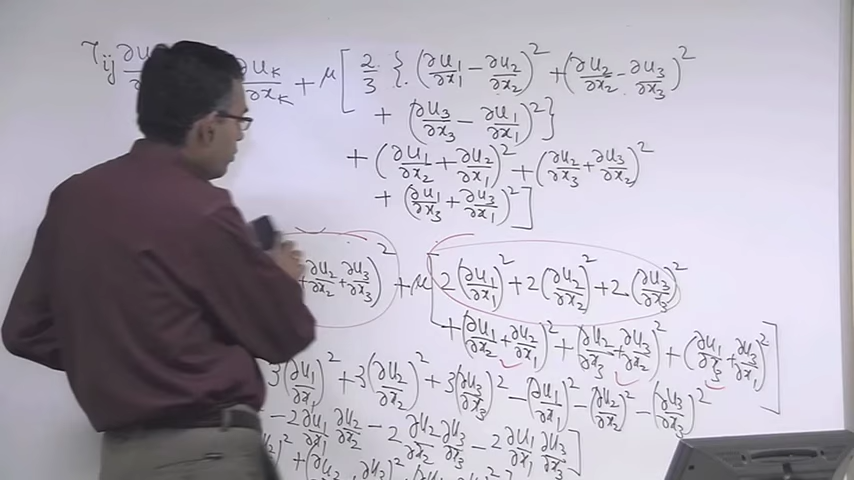 τij ∂u ∂uK/∂xK + μ[ 2/3 { (∂u1/∂x1 − ∂u2/∂x2)^2 + (∂u2/∂x2 − ∂u3/∂x3)^2
+ (∂u3/∂x3 − ∂u1/∂x1)^2 }
+ (∂u1/∂x2 + ∂u2/∂x1)^2 + (∂u2/∂x3 + ∂u3/∂x2)^2
+ (∂u1/∂x3 + ∂u3/∂x1)^2 ]
+ ∂u2/∂x2 + ∂u3/∂x3)^2 + μ[ 2(∂u1/∂x1)^2 + 2(∂u2/∂x2)^2 + 2(∂u3/∂x3)^2
+ (∂u1/∂x2 + ∂u2/∂x1)^2 + (∂u2/∂x3 + ∂u3/∂x2)^2 + (∂u1/∂x3 + ∂u3/∂x1)^2 ]
3(∂u1/∂x1)^2 + 3(∂u2/∂x2)^2 + 3(∂u3/∂x3)^2 − (∂u1/∂x1)^2 − (∂u2/∂x2)^2 − (∂u3/∂x3)^2
− 2 ∂u1/∂x1 ∂u2/∂x2 − 2 ∂u2/∂x2 ∂u3/∂x3 − 2 ∂u1/∂x1 ∂u3/∂x3 ]